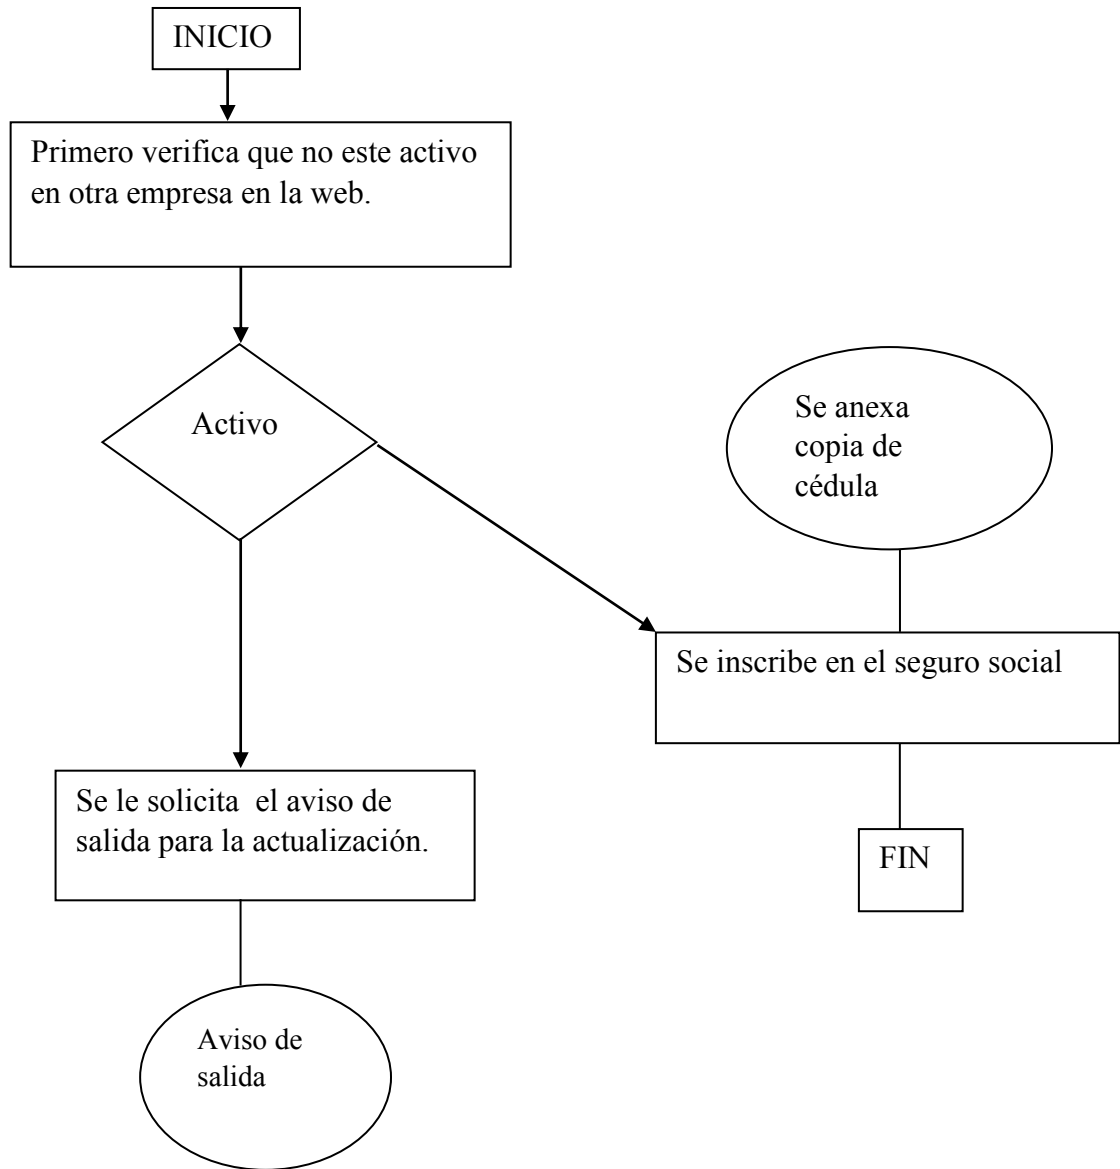 INICIO
Primero verifica que no este activo
en otra empresa en la web.
Activo
Se anexa
copia de
cédula
Se inscribe en el seguro social
Se le solicita  el aviso de
salida para la actualización.
FIN
Aviso de
salida